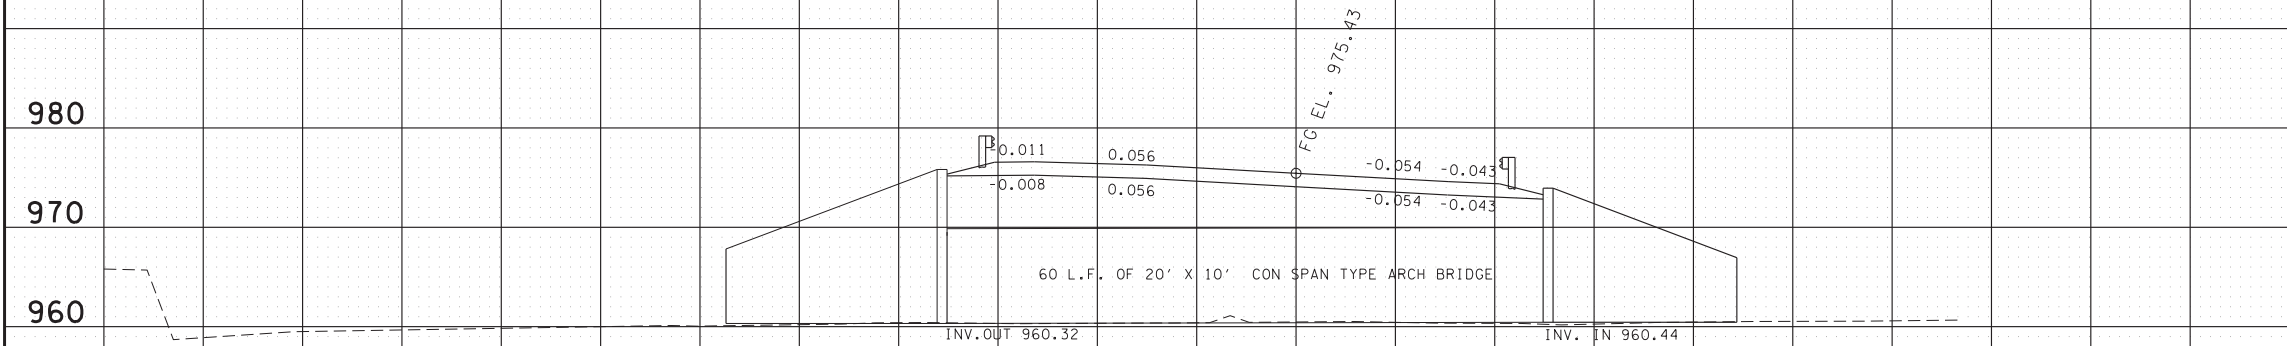 FG EL. 975.43
980
-0.011
0.056
-0.054
-0.043
-0.008
0.056
-0.054
-0.043
970
60 L.F. OF 20' X 10' CON SPAN TYPE ARCH BRIDGE
960
INV.OUT 960.32
INV. IN 960.44